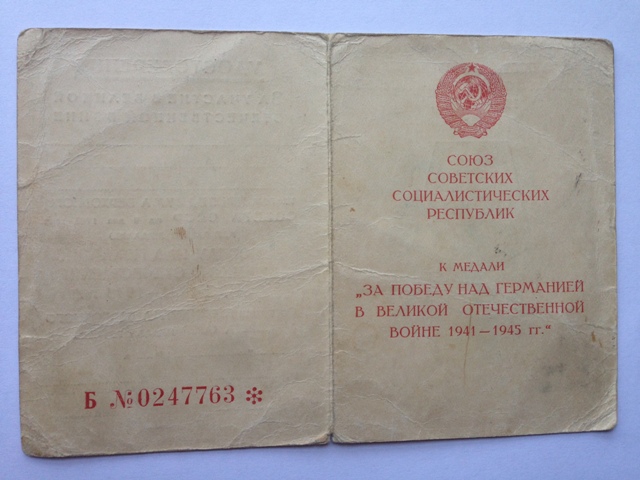 Б №0247763
СОЮЗ
СОВЕТСКИХ
СОЦИАЛИСТИЧЕСКИХ
РЕСПУБЛИК
К МЕДАЛИ
„ЗА ПОБЕДУ НАД ГЕРМАНИЕЙ
В ВЕЛИКОЙ ОТЕЧЕСТВЕННОЙ
ВОЙНЕ 1941—1945 гг.“